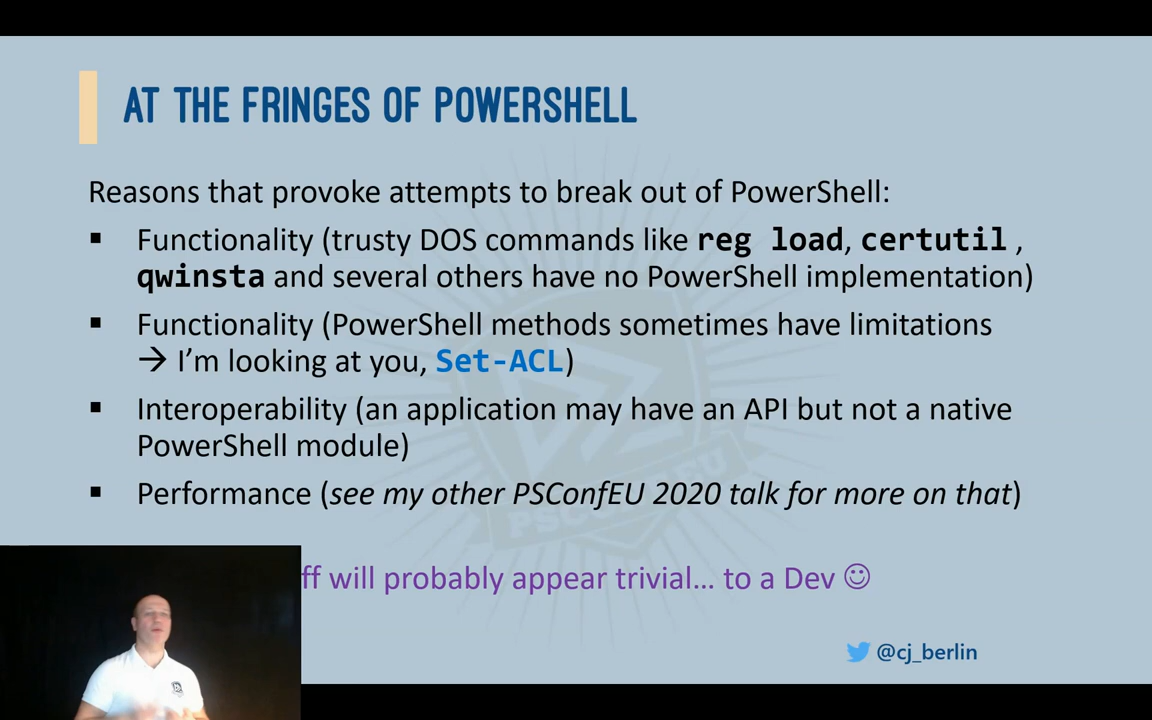 AT THE FRINGES OF POWERSHELL
Reasons that provoke attempts to break out of PowerShell:
▪ Functionality (trusty DOS commands like reg load, certutil ,
qwinsta and several others have no PowerShell implementation)
▪ Functionality (PowerShell methods sometimes have limitations
→ I'm looking at you, Set-ACL)
▪ Interoperability (an application may have an API but not a native
PowerShell module)
▪ Performance (see my other PSConfEU 2020 talk for more on that)
ff will probably appear trivial... to a Dev ☺
@cj_berlin